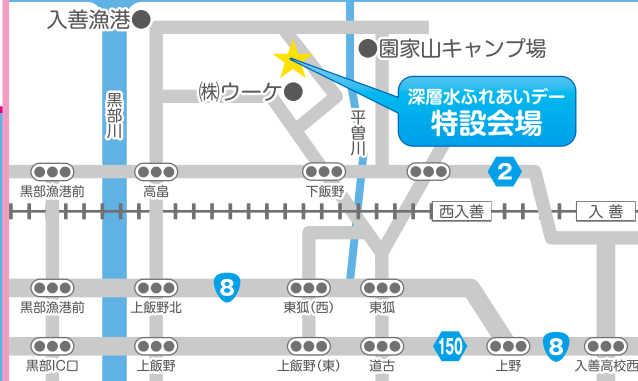 入善漁港
園家山キャンプ場
㈱ウーケ
深層水ふれあいデー
特設会場
黒部川
平曽川
黒部漁港前
高畠
下飯野
2
西入善
入善
黒部漁港前
上飯野北
8
東狐(西)
東狐
黒部IC口
上飯野
上飯野(東)
道古
150
上野
8
入善高校西